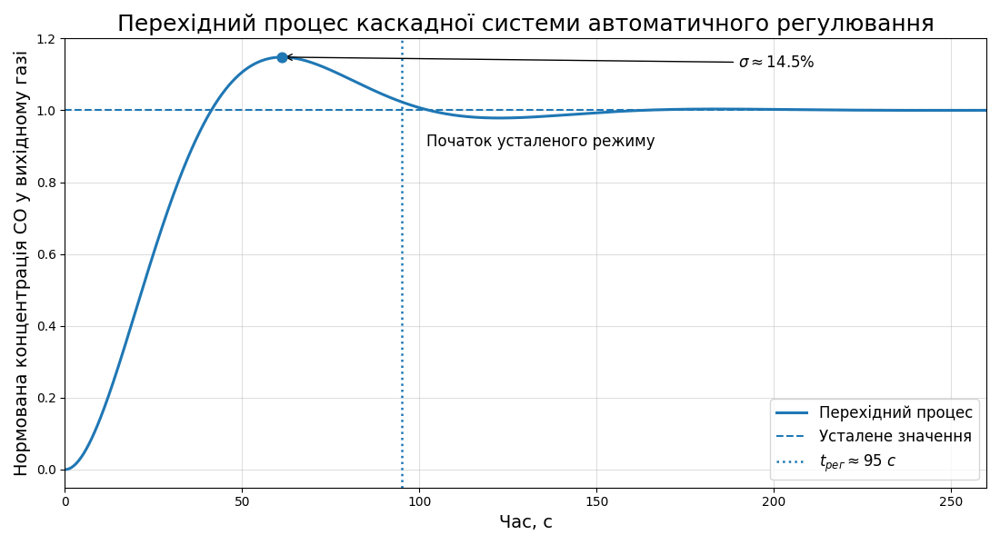 Перехідний процес каскадної системи автоматичного регулювання
Нормована концентрація CO у вихідному газі
1.2
1.0
0.8
0.6
0.4
0.2
0.0
σ ≈ 14.5%
Початок усталеного режиму
Перехідний процес
Усталене значення
t_рег ≈ 95 с
0 50 100 150 200 250
Час, с